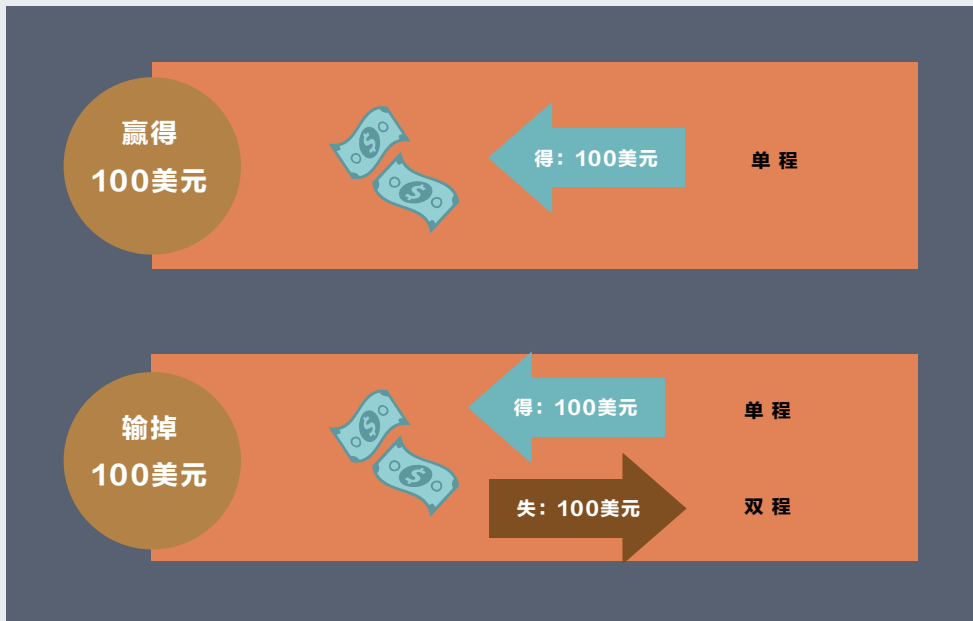 赢得
100美元
得：100美元
单 程
输掉
100美元
得：100美元
单 程
失：100美元
双 程